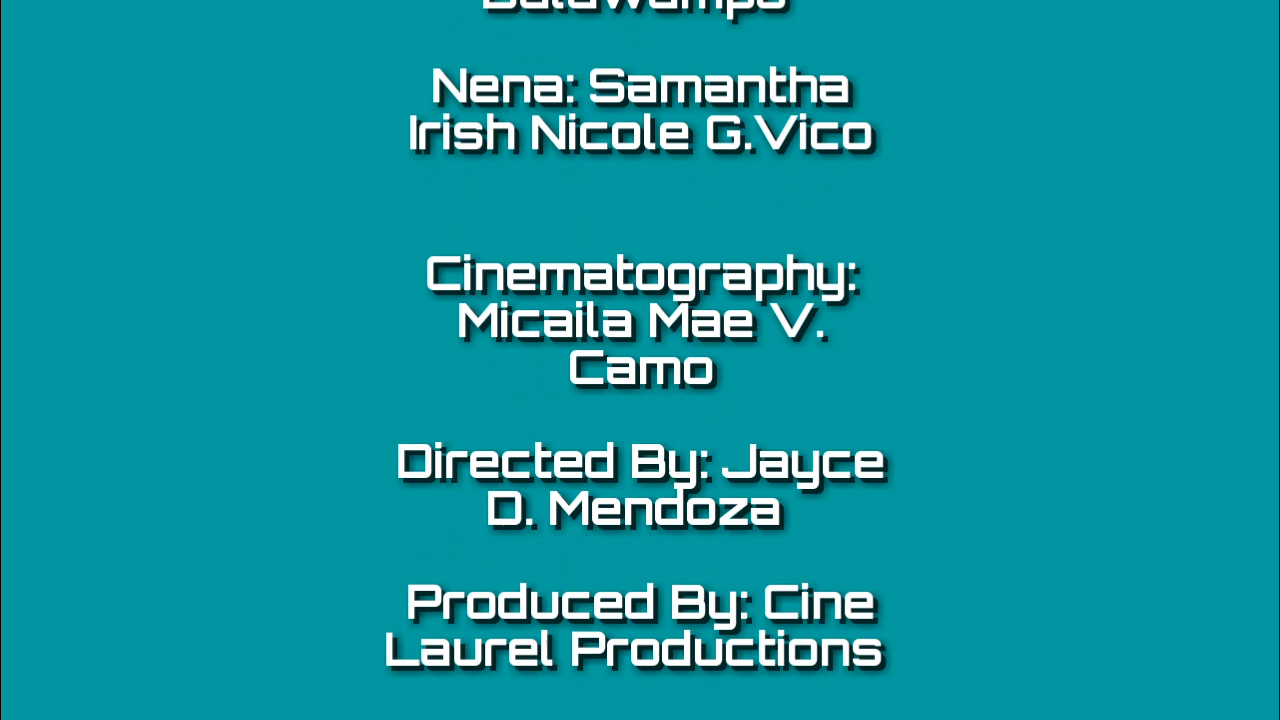 Nena: Samantha
Irish Nicole G.Vico
Cinematography:
Micaila Mae V.
Camo
Directed By: Jayce
D. Mendoza
Produced By: Cine
Laurel Productions